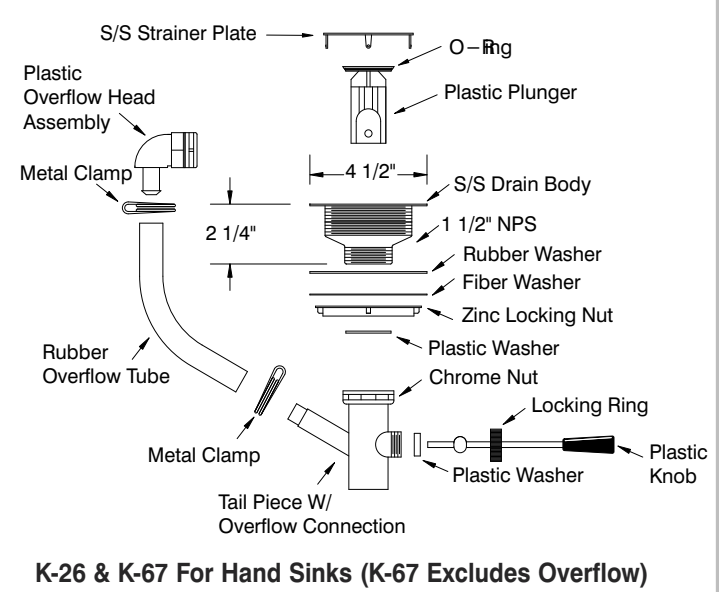 S/S Strainer Plate
O-Ring
Plastic
Overflow Head
Assembly
Plastic Plunger
Metal Clamp
4 1/2"
S/S Drain Body
2 1/4"
1 1/2" NPS
Rubber Washer
Fiber Washer
Zinc Locking Nut
Rubber
Overflow Tube
Plastic Washer
Chrome Nut
Locking Ring
Metal Clamp
Plastic
Knob
Plastic Washer
Tail Piece W/
Overflow Connection
K-26 & K-67 For Hand Sinks (K-67 Excludes Overflow)